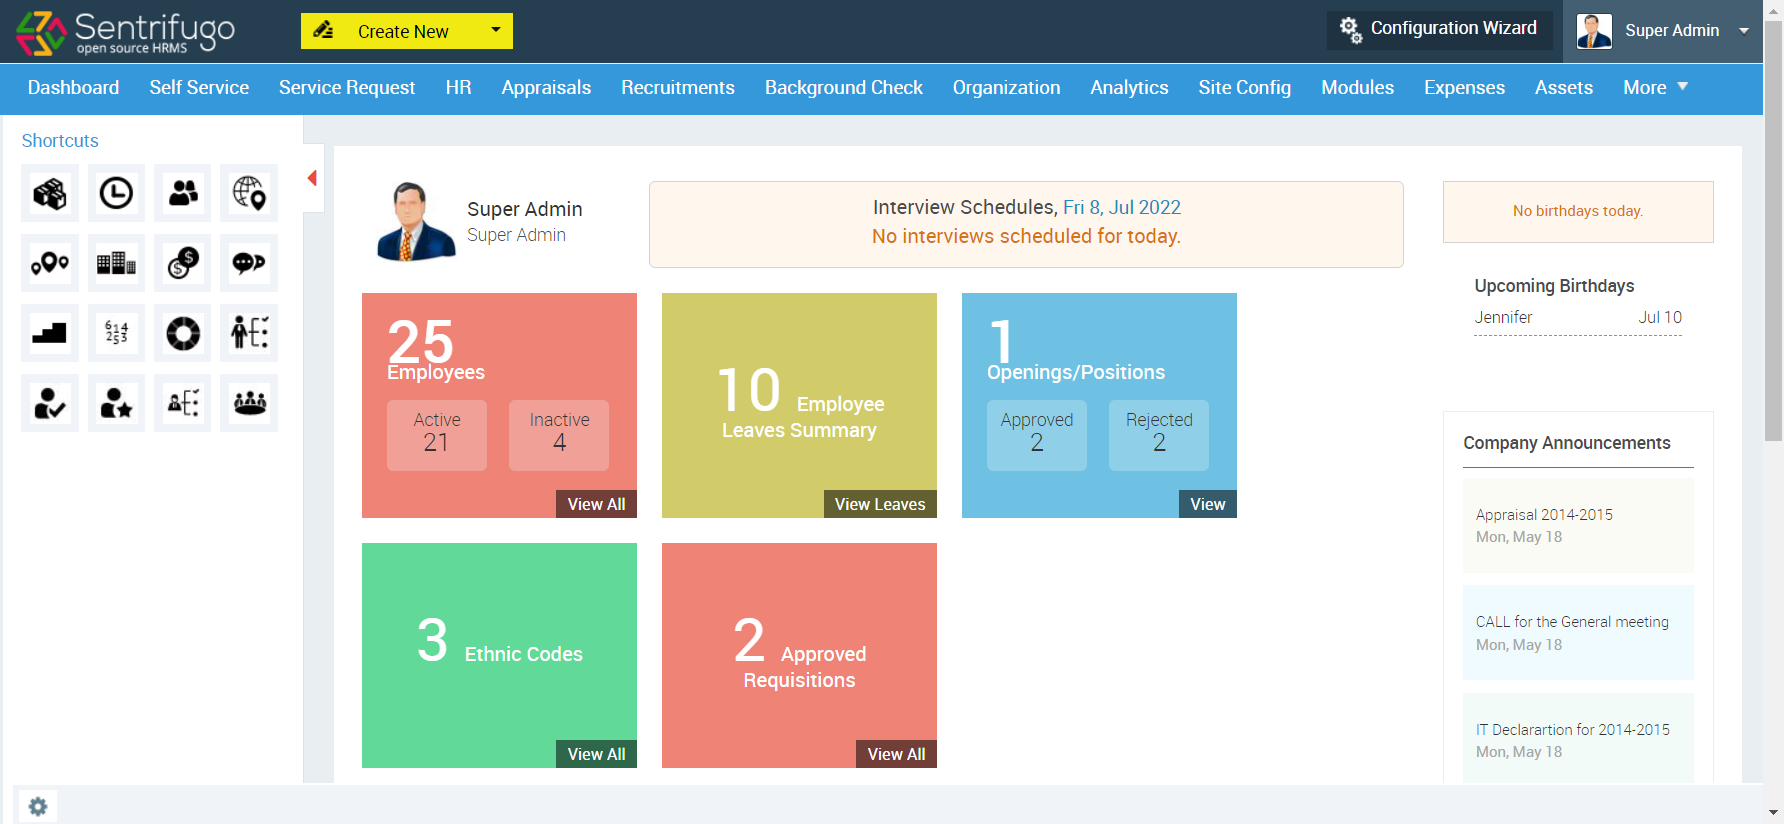 Sentrifugo
open source HRMS
Create New
Configuration Wizard
Super Admin
Dashboard Self Service Service Request HR Appraisals Recruitments Background Check Organization Analytics Site Config Modules Expenses Assets More
Shortcuts
614
253
Super Admin
Super Admin
Interview Schedules, Fri 8, Jul 2022
No interviews scheduled for today.
No birthdays today.
Upcoming Birthdays
Jennifer Jul 10
25
Employees
Active
21
Inactive
4
View All
10 Employee
Leaves Summary
View Leaves
1
Openings/Positions
Approved
2
Rejected
2
View
3 Ethnic Codes
View All
2 Approved
Requisitions
View All
Company Announcements
Appraisal 2014-2015
Mon, May 18
CALL for the General meeting
Mon, May 18
IT Declarartion for 2014-2015
Mon, May 18